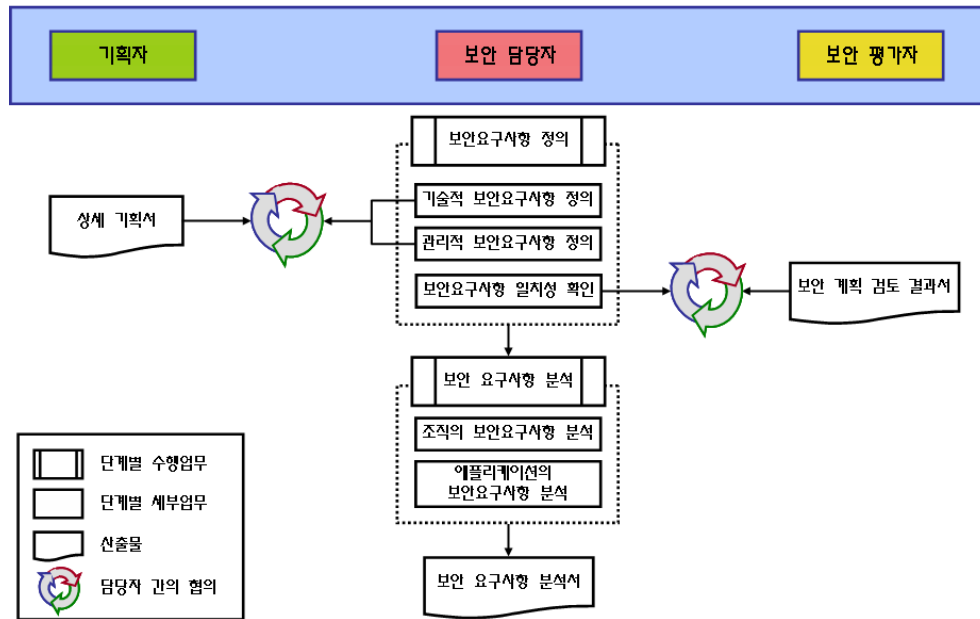 기획자
보안 담당자
보안 평가자
보안요구사항 정의
기술적 보안요구사항 정의
관리적 보안요구사항 정의
보안요구사항 일치성 확인
상세 기획서
보안 계획 검토 결과서
보안 요구사항 분석
조직의 보안요구사항 분석
애플리케이션의
보안요구사항 분석
보안 요구사항 분석서
단계별 수행업무
단계별 세부업무
산출물
담당자 간의 협의